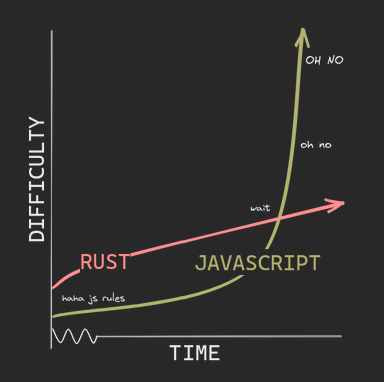 OH NO
DIFFICULTY
oh no
wait
RUST
JAVASCRIPT
haha js rules
TIME